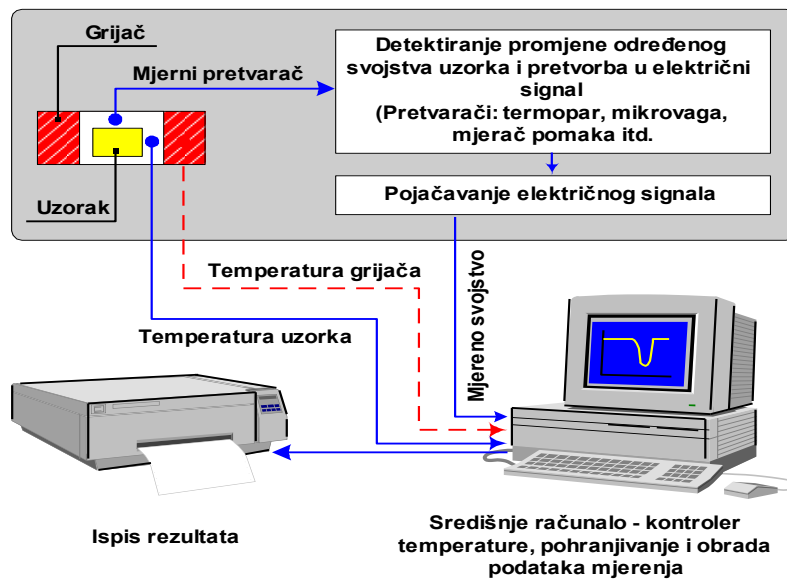 Grijač
Mjerni pretvarač
Uzorak
Detektiranje promjene određenog
svojstva uzorka i pretvorba u električni
signal
(Pretvarači: termopar, mikrovaga,
mjerač pomaka itd.
Pojačavanje električnog signala
Temperatura grijača
Temperatura uzorka
Mjereno svojstvo
Ispis rezultata
Središnje računalo - kontroler
temperature, pohranjivanje i obrada
podataka mjerenja